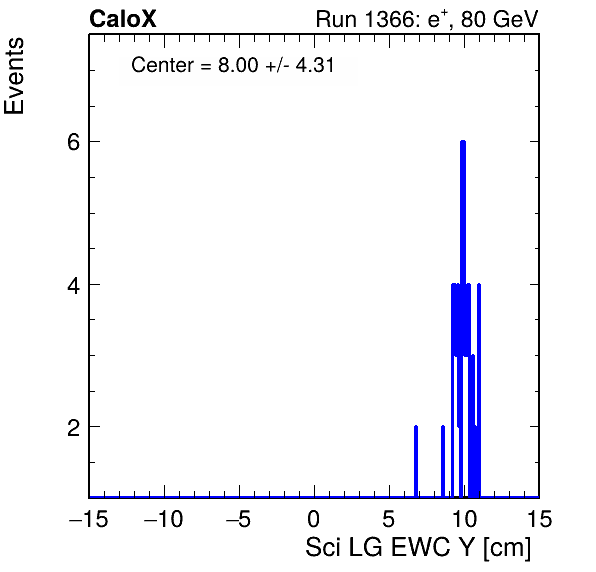 CaloX Run 1366: e⁺, 80 GeV
Center = 8.00 +/- 4.31
Events
6
4
2
−15 −10 −5 0 5 10 15
Sci LG EWC Y [cm]